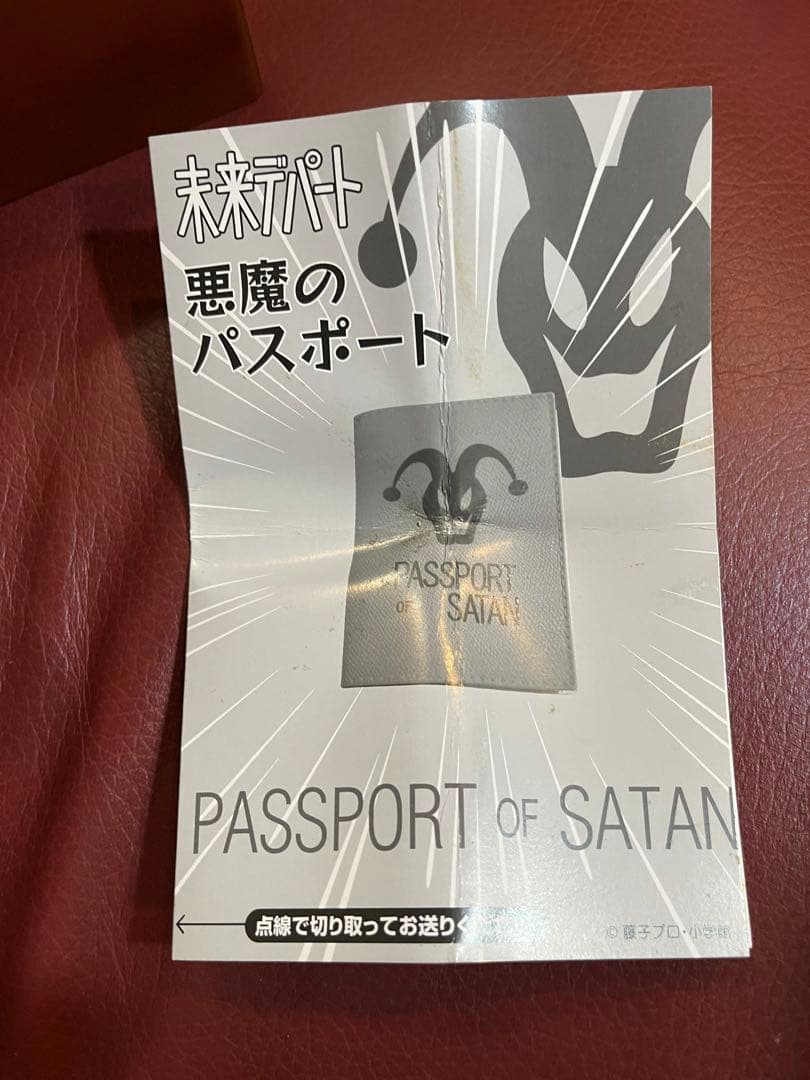 未来デパート
悪魔の
パスポート
PASSPORT
OF SATAN
PASSPORT OF SATAN
点線で切り取ってお送りく
© 藤子プロ・小学館